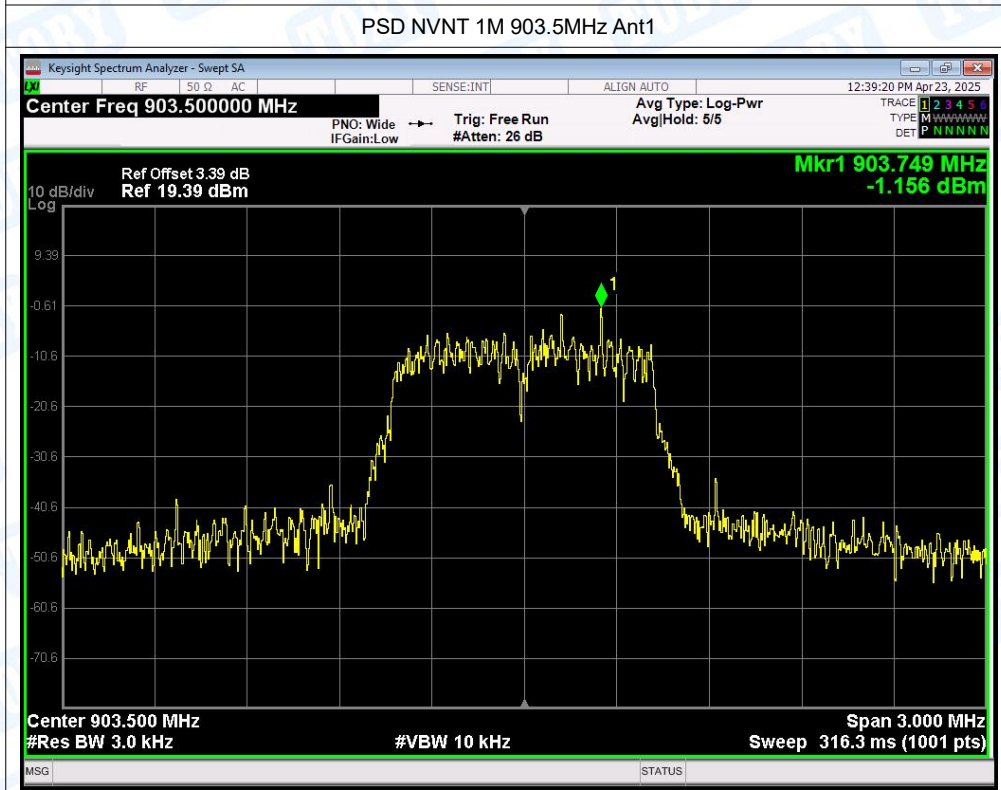 PSD NVNT 1M 903.5MHz Ant1
Keysight Spectrum Analyzer - Swept SA
LXI RF 50 Ω AC SENSE:INT ALIGN AUTO 12:39:20 PM Apr 23, 2025
Center Freq 903.500000 MHz
PNO: Wide
IFGain:Low
Trig: Free Run
#Atten: 26 dB
Avg Type: Log-Pwr
Avg|Hold: 5/5
TRACE 1 2 3 4 5 6
TYPE M WWWWW
DET P N N N N N
Ref Offset 3.39 dB
10 dB/div Ref 19.39 dBm
Log
Mkr1 903.749 MHz
-1.156 dBm
1
9.39
-0.61
-10.6
-20.6
-30.6
-40.6
-50.6
-60.6
-70.6
Center 903.500 MHz Span 3.000 MHz
#Res BW 3.0 kHz #VBW 10 kHz Sweep 316.3 ms (1001 pts)
MSG STATUS